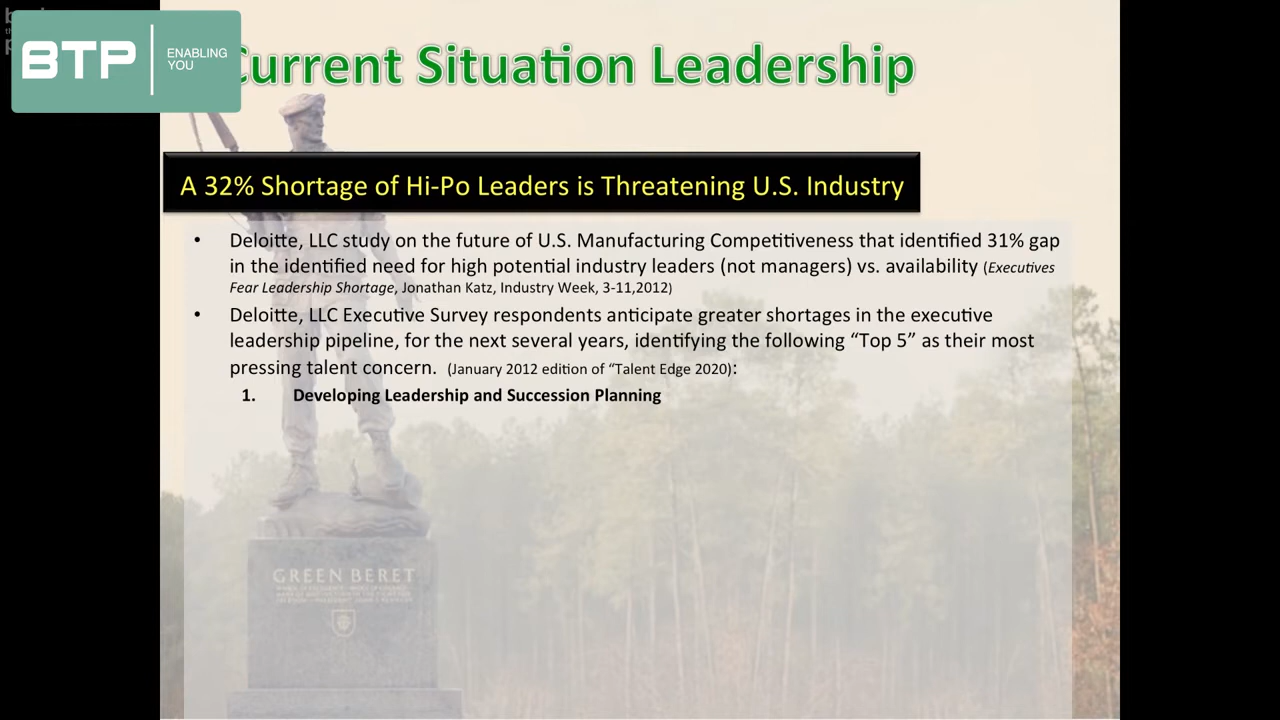 BTP
ENABLING
YOU
Current Situation Leadership
A 32% Shortage of Hi-Po Leaders is Threatening U.S. Industry
• Deloitte, LLC study on the future of U.S. Manufacturing Competitiveness that identified 31% gap
in the identified need for high potential industry leaders (not managers) vs. availability (Executives
Fear Leadership Shortage, Jonathan Katz, Industry Week, 3-11,2012)
• Deloitte, LLC Executive Survey respondents anticipate greater shortages in the executive
leadership pipeline, for the next several years, identifying the following “Top 5” as their most
pressing talent concern. (January 2012 edition of “Talent Edge 2020):
1. Developing Leadership and Succession Planning
GREEN BERET